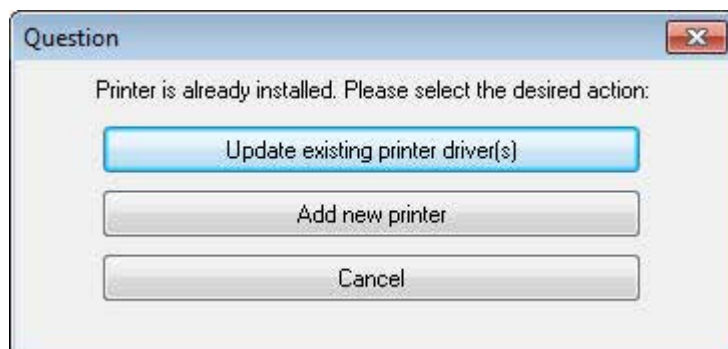 Question
Printer is already installed. Please select the desired action:
Update existing printer driver(s)
Add new printer
Cancel